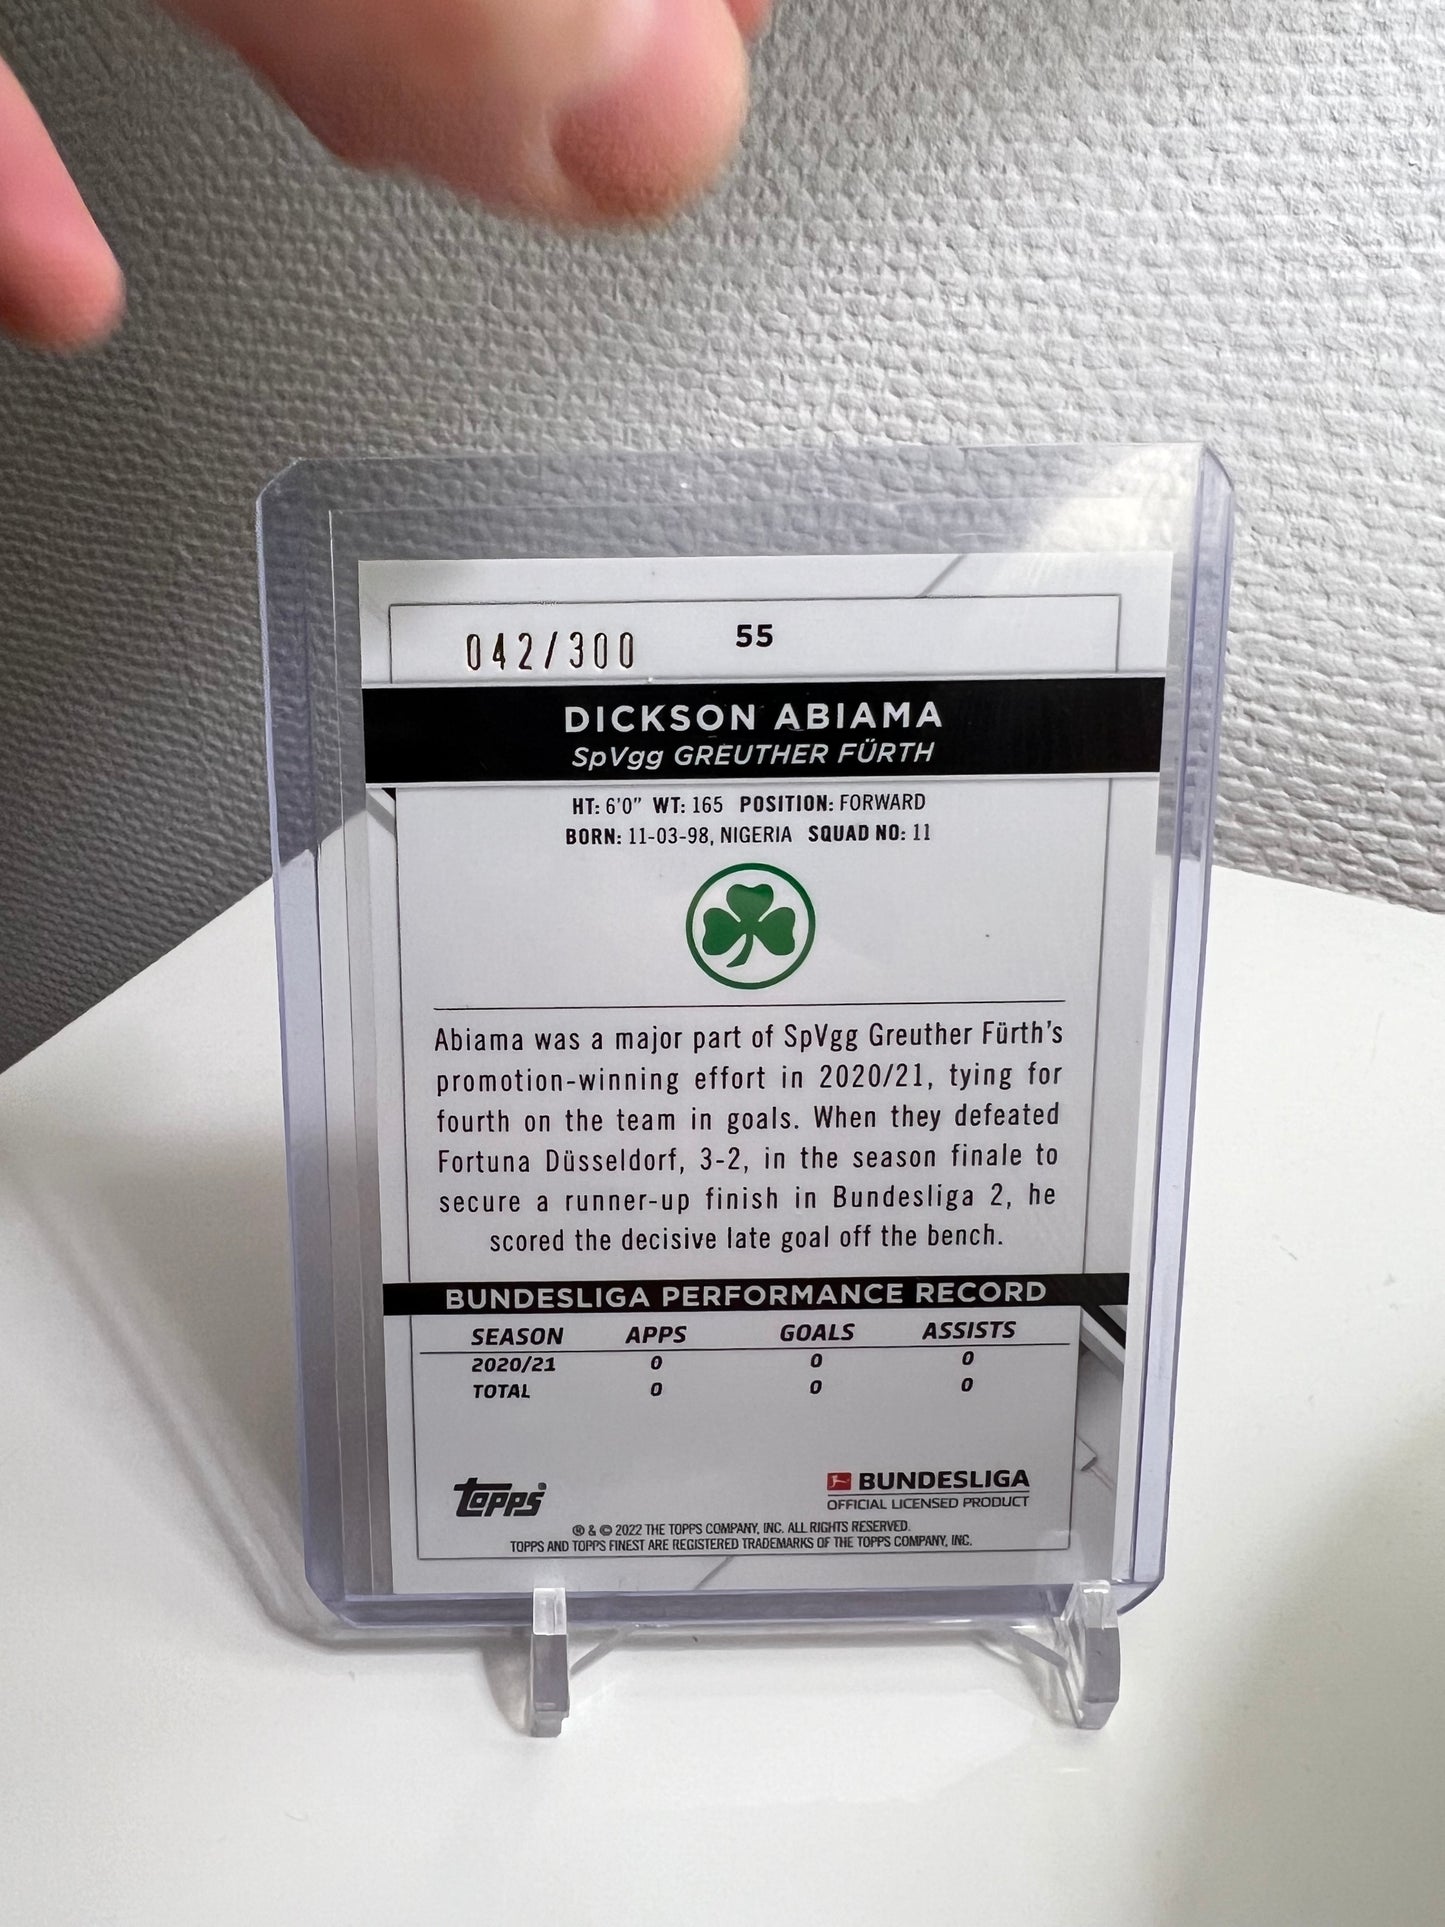 042/300 55
DICKSON ABIAMA
SpVgg GREUTHER FÜRTH
HT: 6'0" WT: 165 POSITION: FORWARD
BORN: 11-03-98, NIGERIA SQUAD NO: 11
Abiama was a major part of SpVgg Greuther Fürth's
promotion-winning effort in 2020/21, tying for
fourth on the team in goals. When they defeated
Fortuna Düsseldorf, 3-2, in the season finale to
secure a runner-up finish in Bundesliga 2, he
scored the decisive late goal off the bench.
BUNDESLIGA PERFORMANCE RECORD
SEASON APPS GOALS ASSISTS
2020/21 0 0 0
TOTAL 0 0 0
topps®
BUNDESLIGA
OFFICIAL LICENSED PRODUCT
® & © 2022 THE TOPPS COMPANY, INC. ALL RIGHTS RESERVED.
TOPPS AND TOPPS FINEST ARE REGISTERED TRADEMARKS OF THE TOPPS COMPANY, INC.